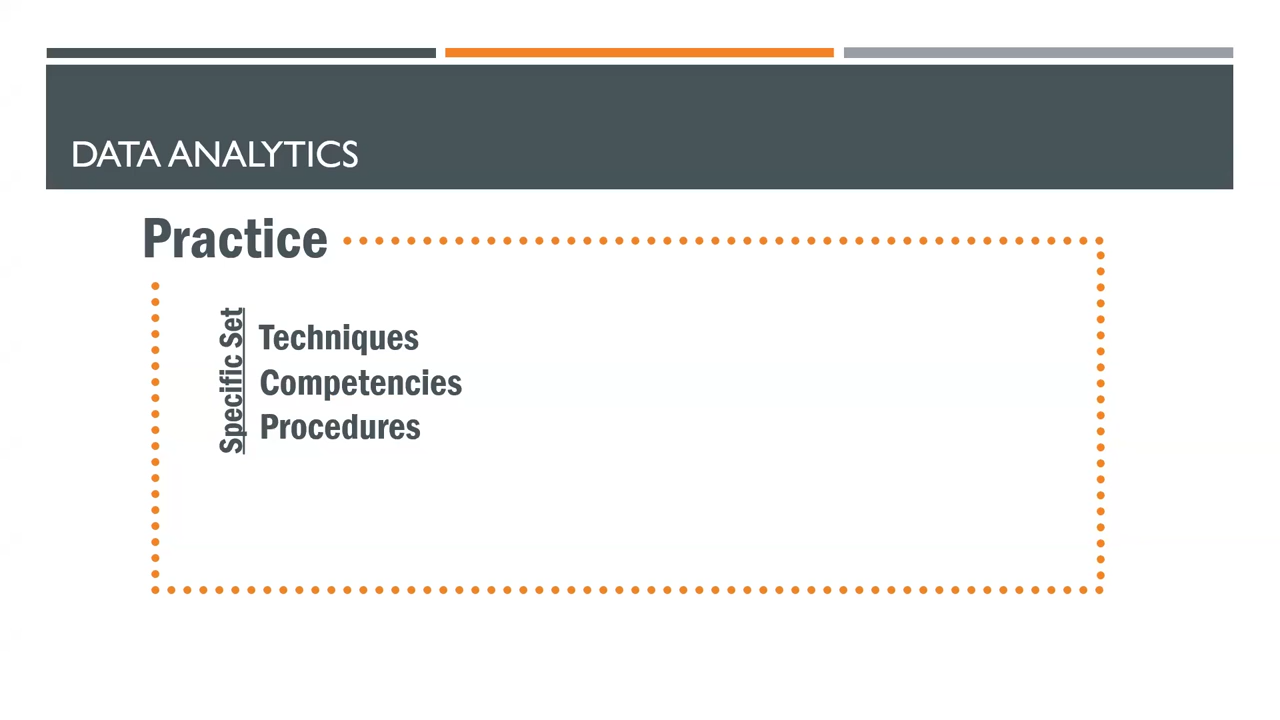 DATA ANALYTICS
Practice
Specific Set
Techniques
Competencies
Procedures